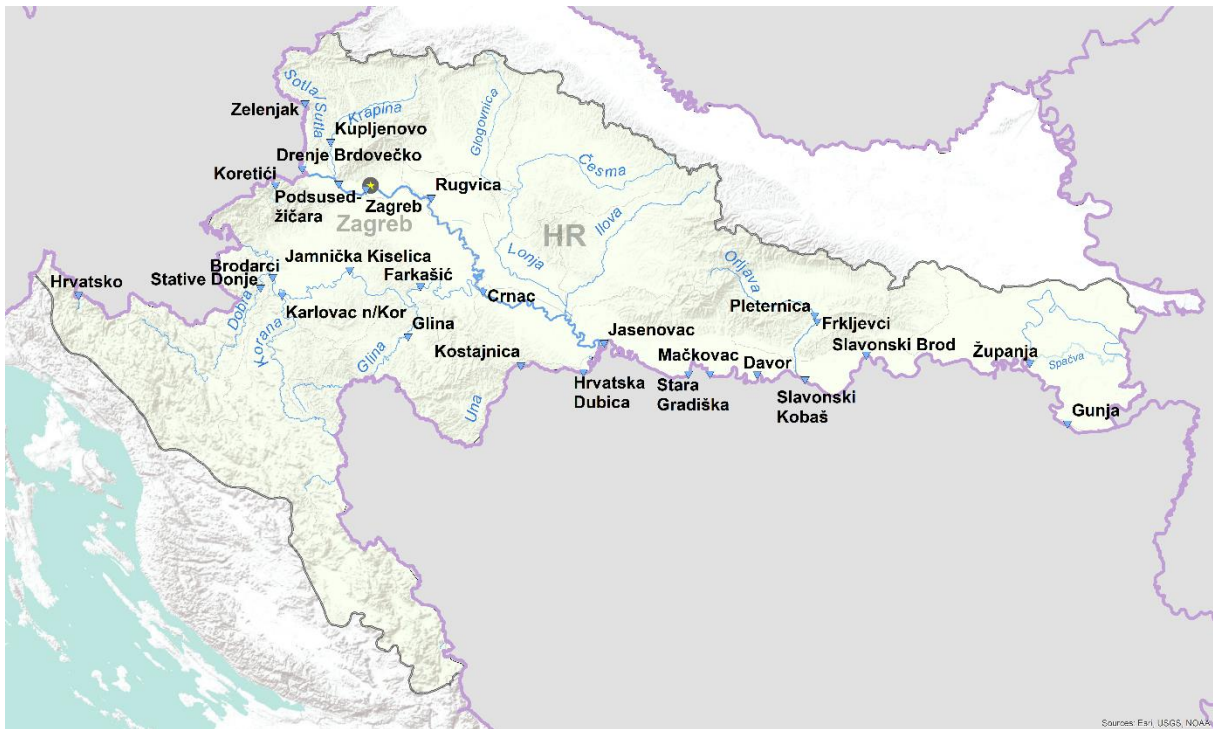 Sotla/Sutla
Zelenjak
Krapina
Kupljenovo
Glogovnica
Drenje Brdovečko
Koretići
Česma
Podsused-
žičara
Zagreb
Rugvica
Zagreb
HR
Ilova
Lonja
Jamnička Kiselica
Brodarci
Stative Donje
Farkašić
Hrvatsko
Orljava
Crnac
Dobra
Karlovac n/Kor
Korana
Pleternica
Frkljevci
Glina
Jasenovac
Slavonski Brod
Glina
Kostajnica
Mačkovac
Davor
Županja
Spačva
Hrvatska
Dubica
Stara
Gradiška
Slavonski
Kobaš
Una
Gunja
Sources: Esri, USGS, NOAA